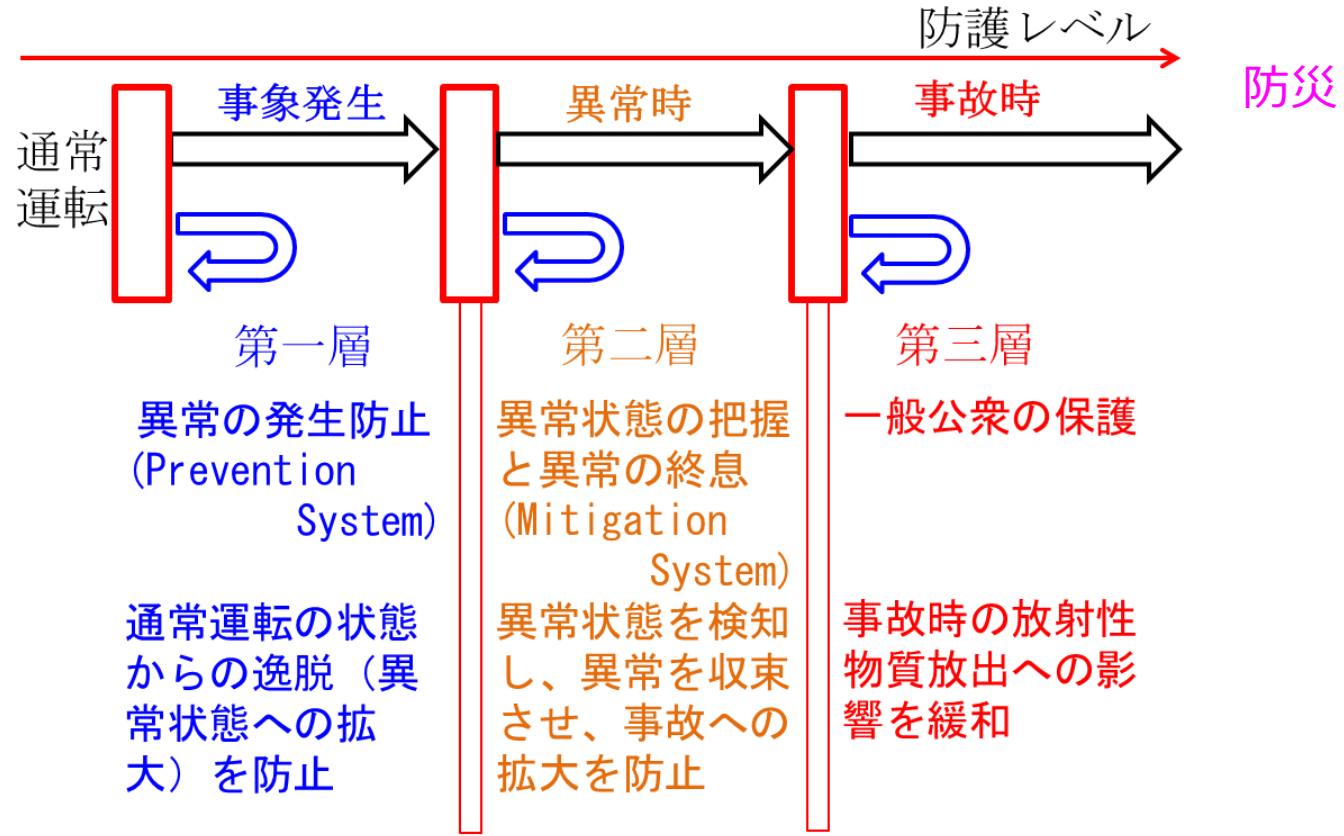 防護レベル
防災
事象発生
異常時
事故時
通常
運転
第一層
第二層
第三層
異常の発生防止
(Prevention
System)
異常状態の把握
と異常の終息
(Mitigation
System)
一般公衆の保護
通常運転の状態
からの逸脱（異
常状態への拡
大）を防止
異常状態を検知
し、異常を収束
させ、事故への
拡大を防止
事故時の放射性
物質放出への影
響を緩和